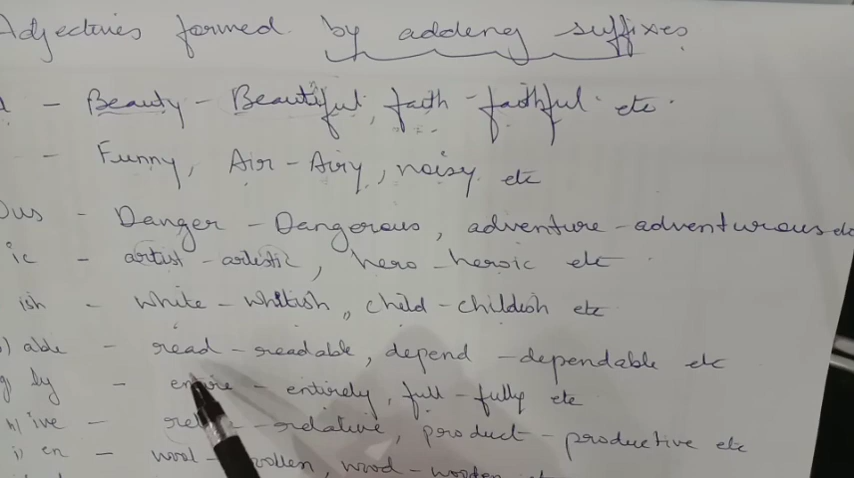 Adjectives formed by adding suffixes
- Beauty - Beautiful, faith - faithful etc.
- Funny, Air - Airy, noisy etc
Ous - Danger - Dangerous, adventure - adventurous etc
ic - artist - artistic, hero - heroic etc
ish - white - whitish, child - childish etc
) able - read - readable, depend - dependable etc
g) ly - entire - entirely, full - fully etc
h) ive - - relative, product - productive etc
i) en - wool - woollen, wood - wooden